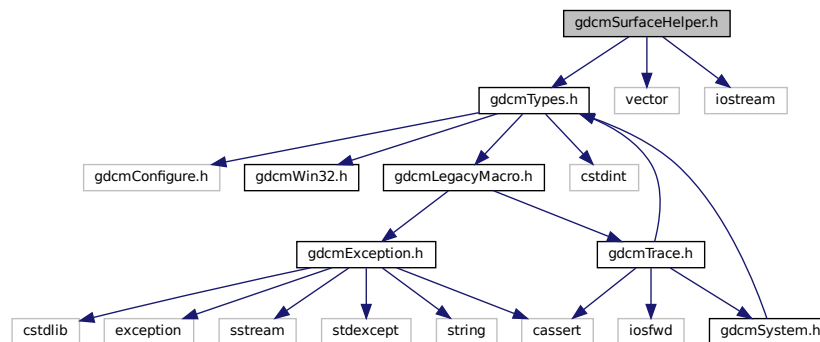 gdcmSurfaceHelper.h
gdcmTypes.h
vector
iostream
gdcmConfigure.h
gdcmWin32.h
gdcmLegacyMacro.h
cstdint
gdcmException.h
gdcmTrace.h
cstdlib
exception
sstream
stdexcept
string
cassert
iosfwd
gdcmSystem.h